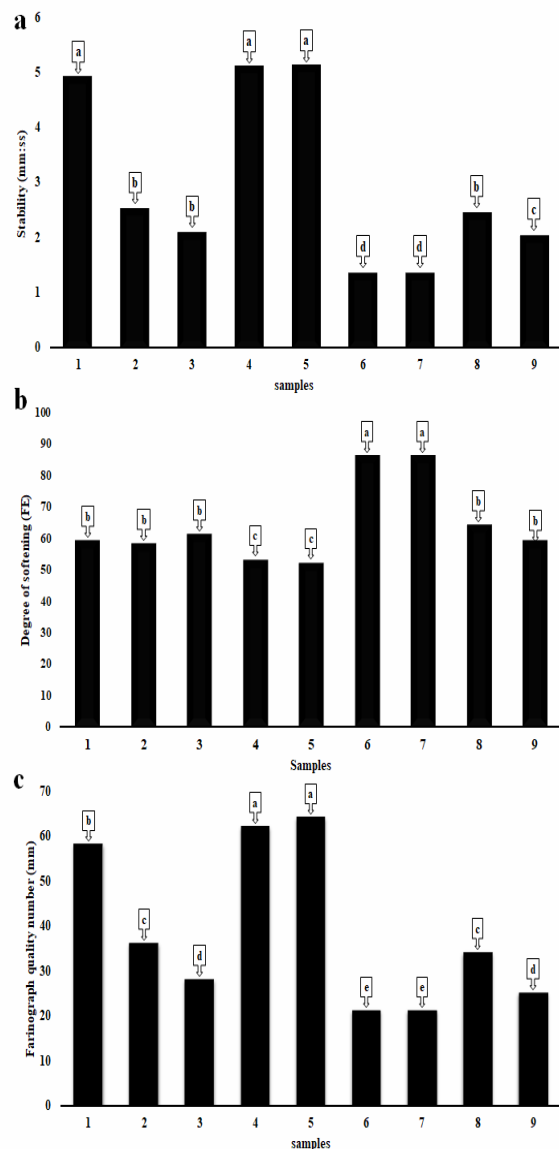 a
Stability (mm:ss)
6
5
4
3
2
1
0
a
b
b
a
a
d
d
b
c
1 2 3 4 5 6 7 8 9
samples
b
Degree of softening (FE)
100
90
80
70
60
50
40
30
20
10
0
b
b
b
c
c
a
a
b
b
1 2 3 4 5 6 7 8 9
Samples
c
Farinograph quality number (mm)
70
60
50
40
30
20
10
0
b
c
d
a
a
e
e
c
d
1 2 3 4 5 6 7 8 9
samples